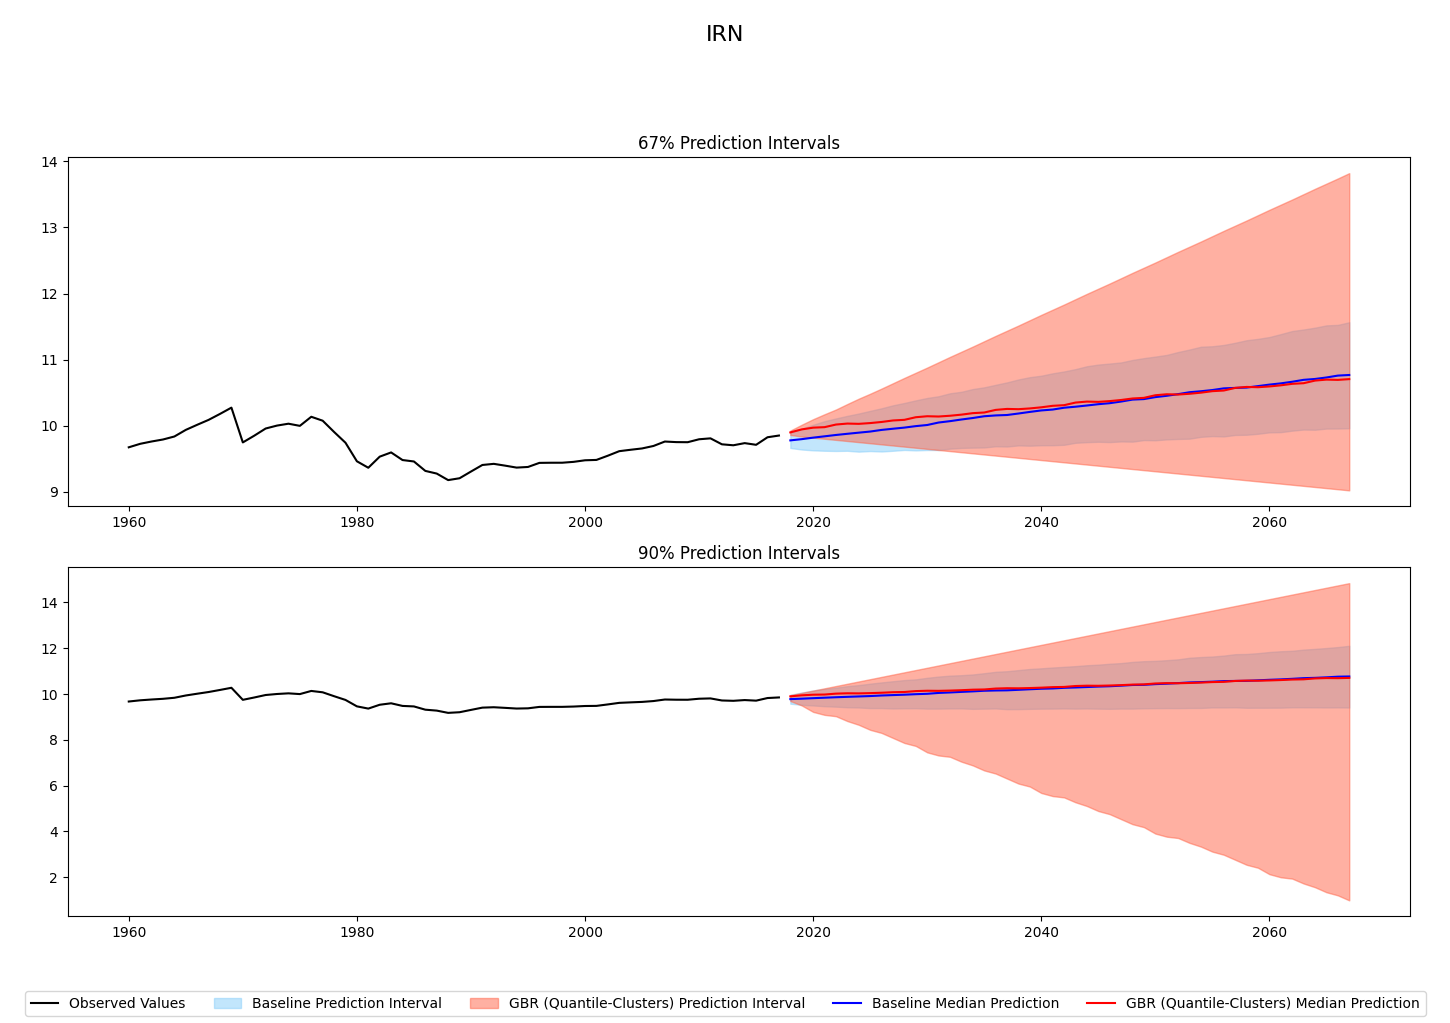 IRN
67% Prediction Intervals
14
13
12
11
10
9
1960 1980 2000 2020 2040 2060
90% Prediction Intervals
14
12
10
8
6
4
2
1960 1980 2000 2020 2040 2060
Observed Values Baseline Prediction Interval GBR (Quantile-Clusters) Prediction Interval Baseline Median Prediction GBR (Quantile-Clusters) Median Prediction